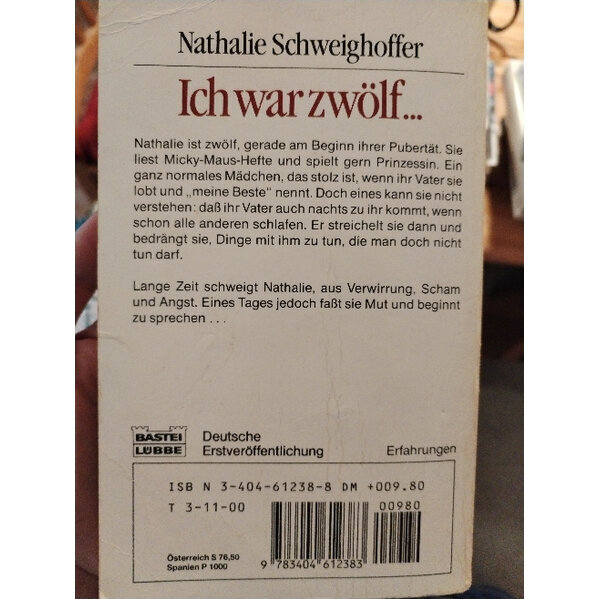 Nathalie Schweighoffer
Ich war zwölf...
Nathalie ist zwölf, gerade am Beginn ihrer Pubertät. Sie
liest Micky-Maus-Hefte und spielt gern Prinzessin. Ein
ganz normales Mädchen, das stolz ist, wenn ihr Vater sie
lobt und „meine Beste" nennt. Doch eines kann sie nicht
verstehen: daß ihr Vater auch nachts zu ihr kommt, wenn
schon alle anderen schlafen. Er streichelt sie dann und
bedrängt sie, Dinge mit ihm zu tun, die man doch nicht
tun darf.
Lange Zeit schweigt Nathalie, aus Verwirrung, Scham
und Angst. Eines Tages jedoch faßt sie Mut und beginnt
zu sprechen . . .
BASTEI
LÜBBE
Deutsche
Erstveröffentlichung
Erfahrungen
ISB N 3-404-61238-8 DM +009.80
T 3-11-00
00980
Österreich S 76,50
Spanien P 1000
9 783404 612383